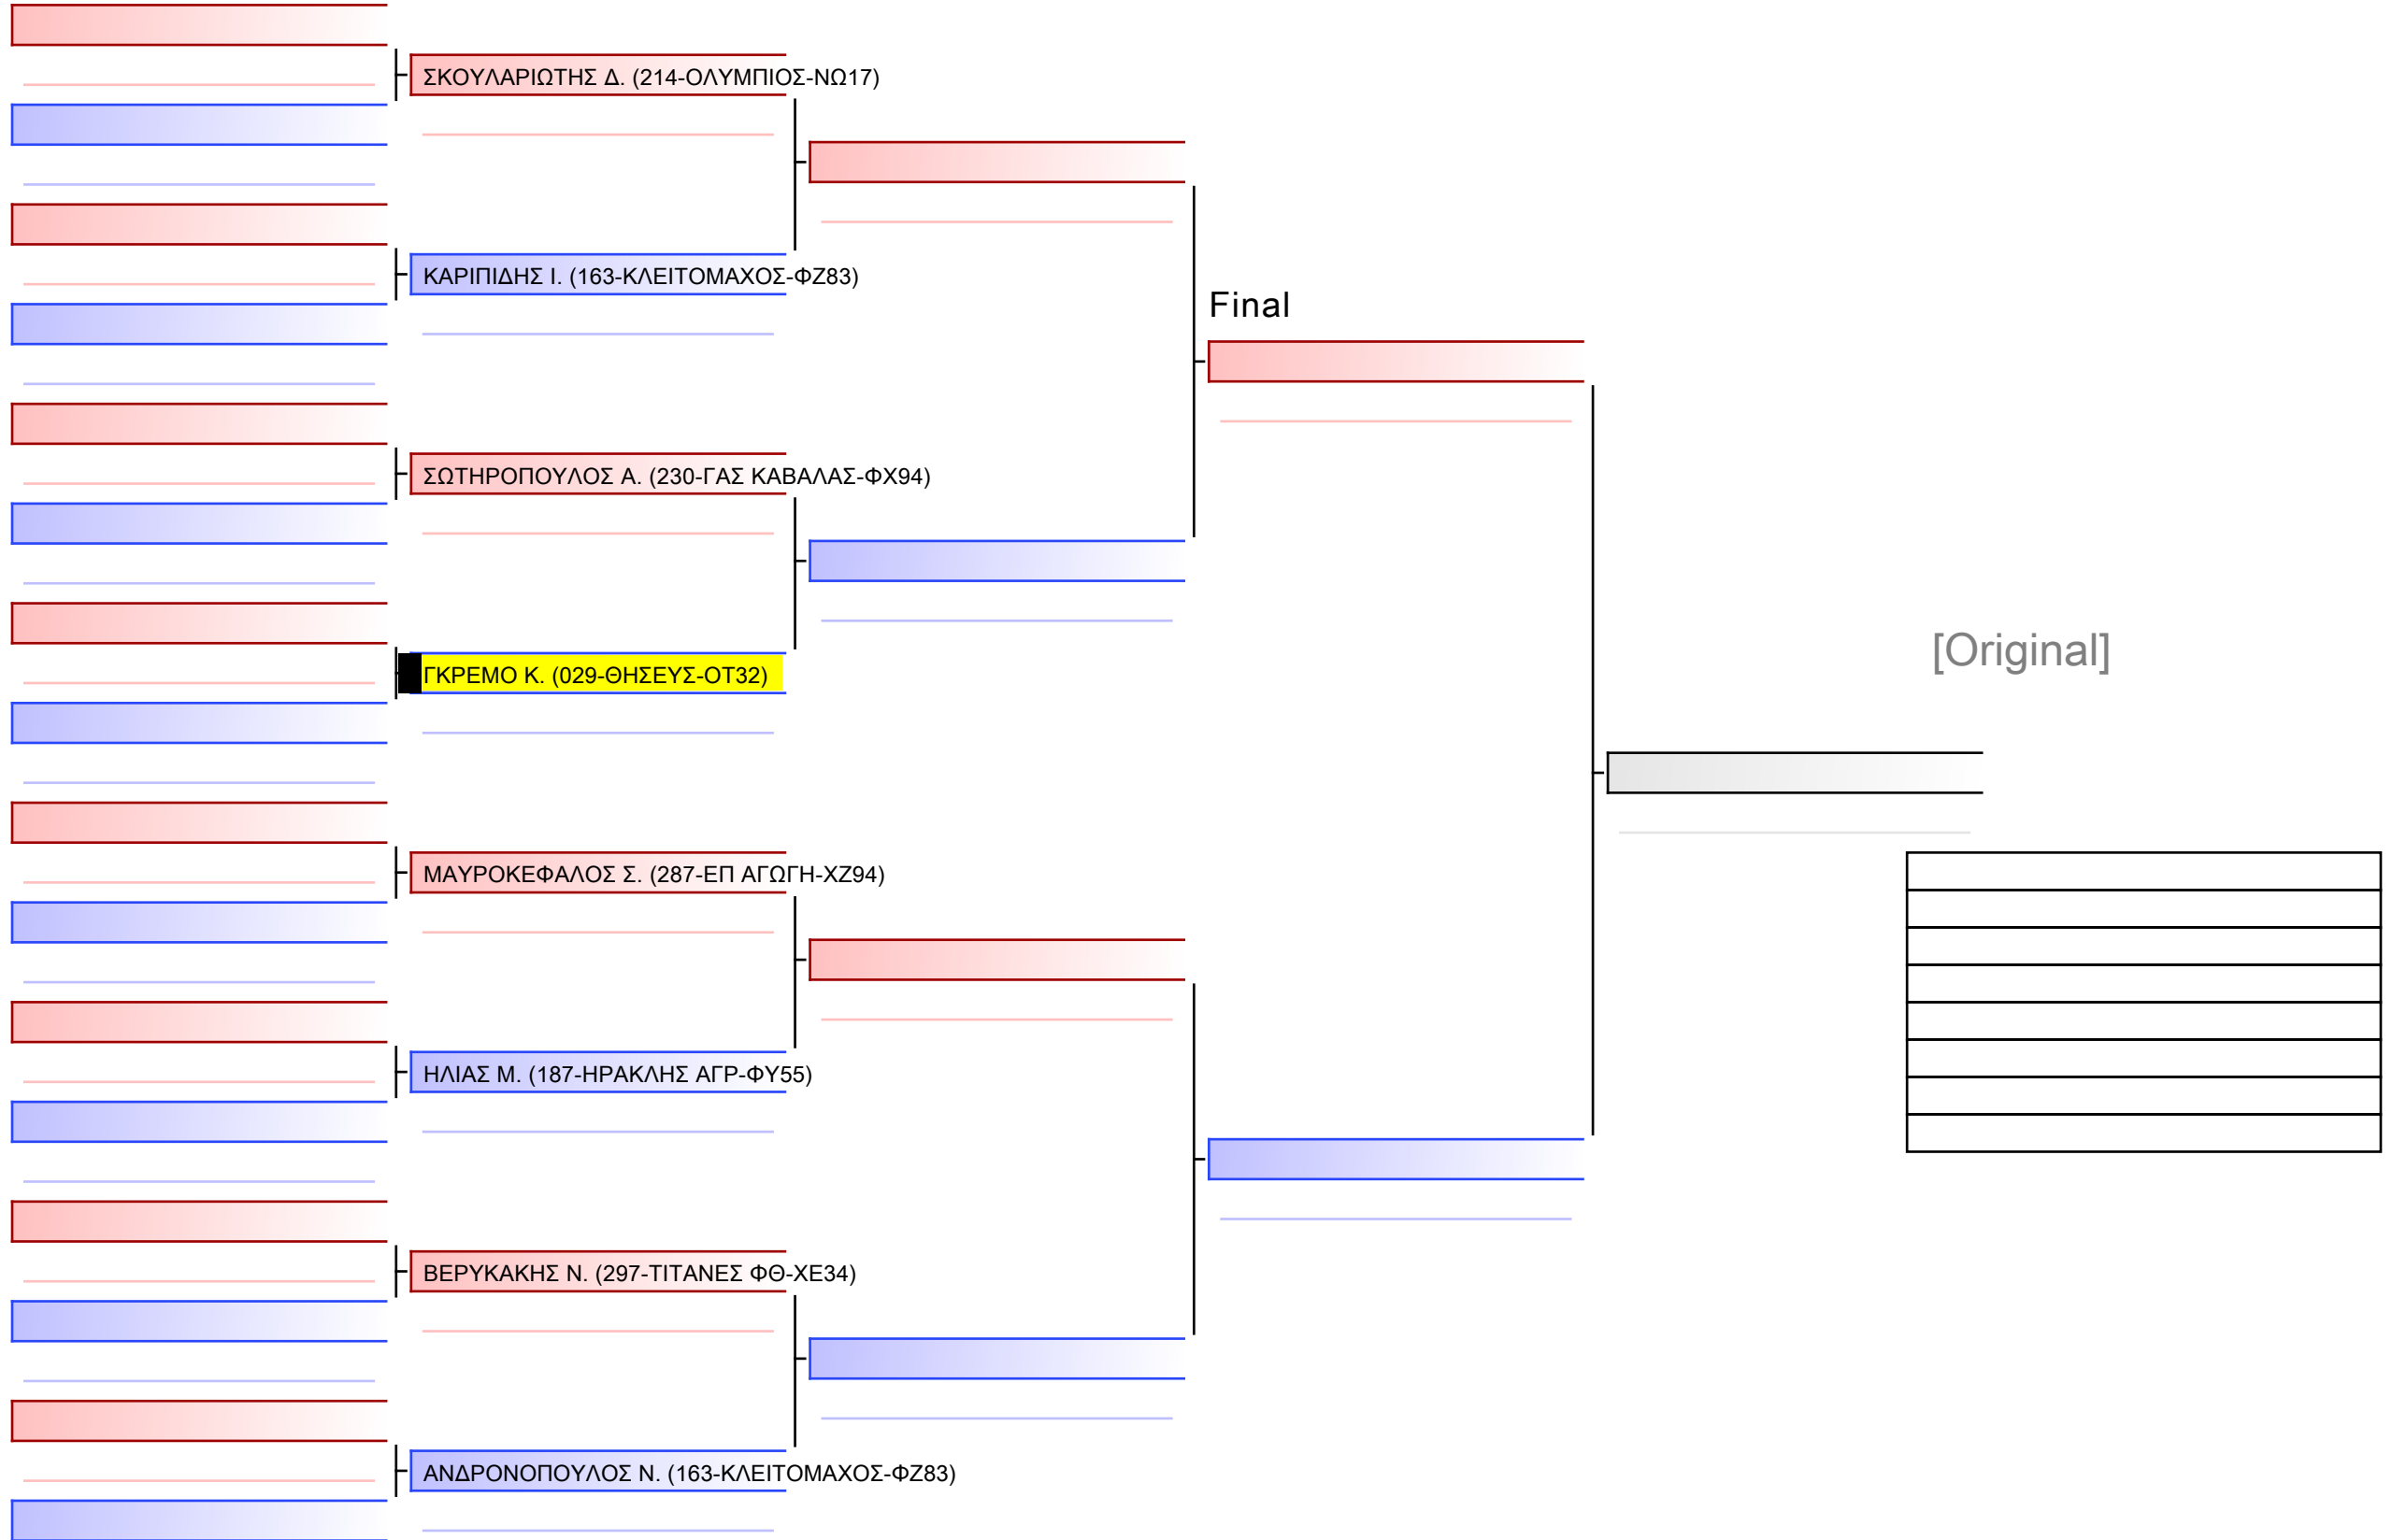 ΣΚΟΥΛΑΡΙΩΤΗΣ Δ. (214-ΟΛΥΜΠΙΟΣ-ΝΩ17)
ΚΑΡΙΠΙΔΗΣ Ι. (163-ΚΛΕΙΤΟΜΑΧΟΣ-ΦΖ83)
Final
ΣΩΤΗΡΟΠΟΥΛΟΣ Α. (230-ΓΑΣ ΚΑΒΑΛΑΣ-ΦΧ94)
[Original]
ΓΚΡΕΜΟ Κ. (029-ΘΗΣΕΥΣ-ΟΤ32)
ΜΑΥΡΟΚΕΦΑΛΟΣ Σ. (287-ΕΠ ΑΓΩΓΗ-ΧΖ94)
ΗΛΙΑΣ Μ. (187-ΗΡΑΚΛΗΣ ΑΓΡ-ΦΥ55)
ΒΕΡΥΚΑΚΗΣ Ν. (297-ΤΙΤΑΝΕΣ ΦΘ-ΧΕ34)
ΑΝΔΡΟΝΟΠΟΥΛΟΣ Ν. (163-ΚΛΕΙΤΟΜΑΧΟΣ-ΦΖ83)